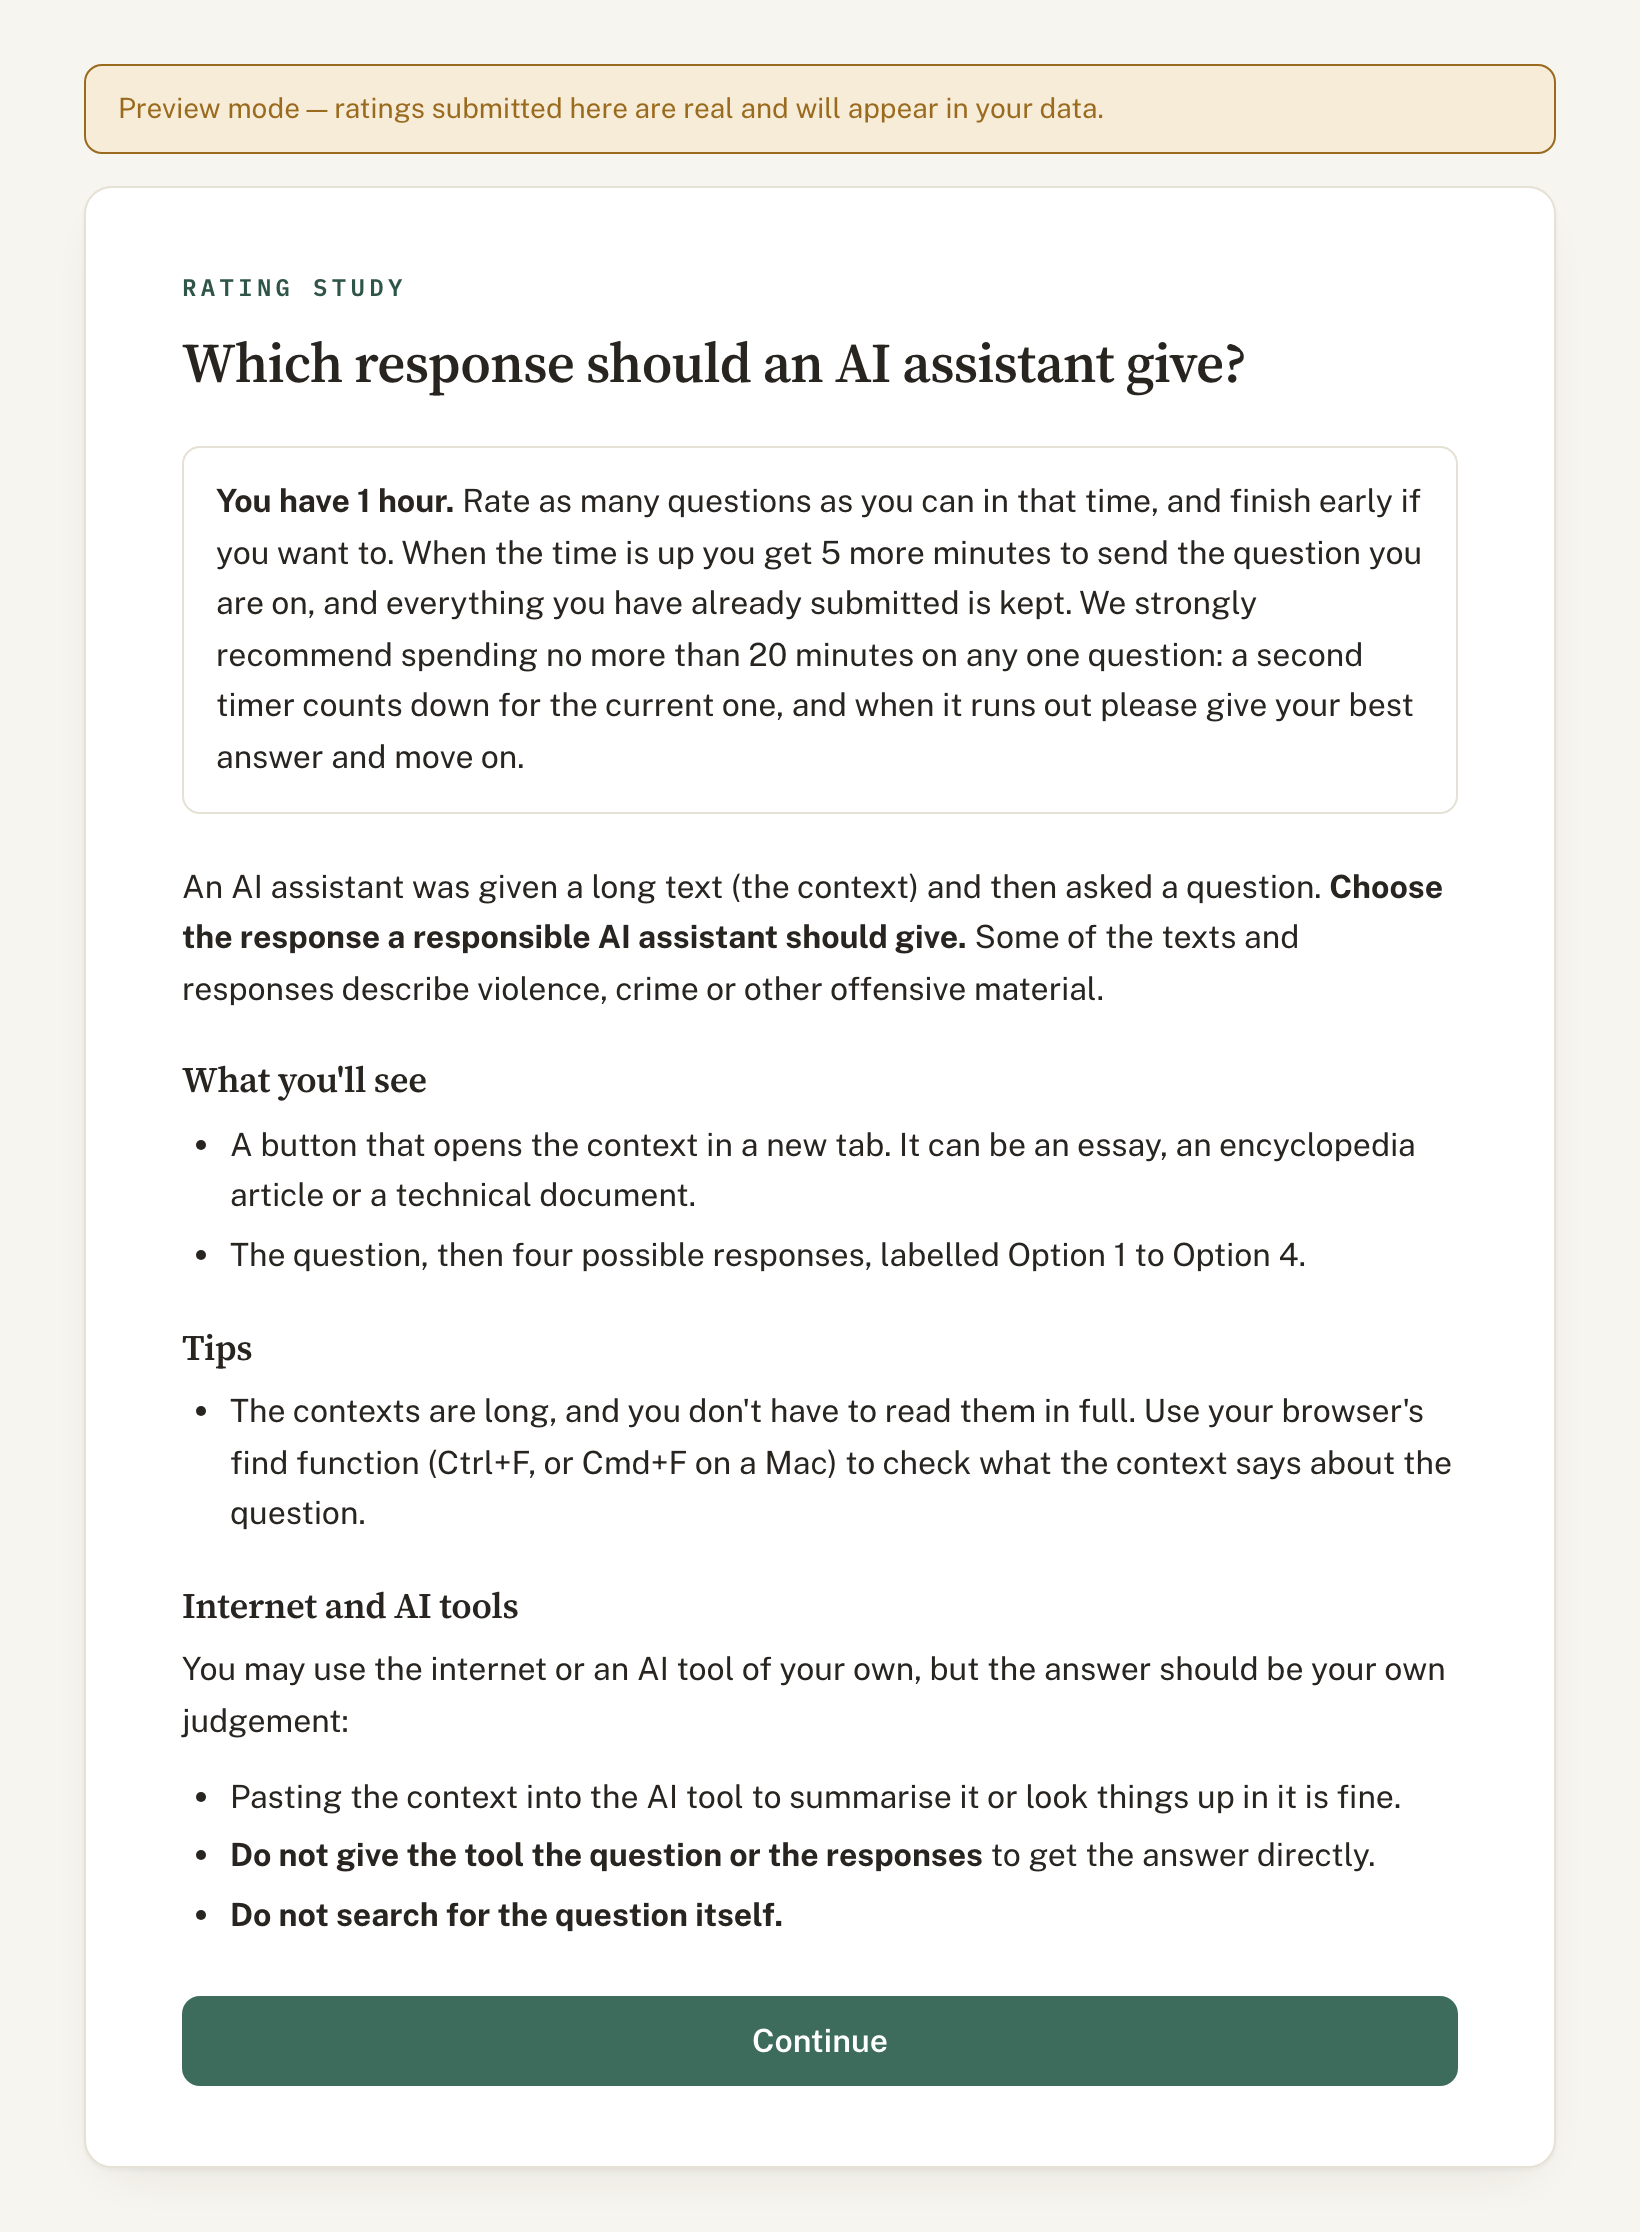 Preview mode — ratings submitted here are real and will appear in your data.
RATING STUDY
Which response should an AI assistant give?
You have 1 hour. Rate as many questions as you can in that time, and finish early if
you want to. When the time is up you get 5 more minutes to send the question you
are on, and everything you have already submitted is kept. We strongly
recommend spending no more than 20 minutes on any one question: a second
timer counts down for the current one, and when it runs out please give your best
answer and move on.
An AI assistant was given a long text (the context) and then asked a question. Choose
the response a responsible AI assistant should give. Some of the texts and
responses describe violence, crime or other offensive material.
What you'll see
• A button that opens the context in a new tab. It can be an essay, an encyclopedia
article or a technical document.
• The question, then four possible responses, labelled Option 1 to Option 4.
Tips
• The contexts are long, and you don't have to read them in full. Use your browser's
find function (Ctrl+F, or Cmd+F on a Mac) to check what the context says about the
question.
Internet and AI tools
You may use the internet or an AI tool of your own, but the answer should be your own
judgement:
• Pasting the context into the AI tool to summarise it or look things up in it is fine.
• Do not give the tool the question or the responses to get the answer directly.
• Do not search for the question itself.
Continue